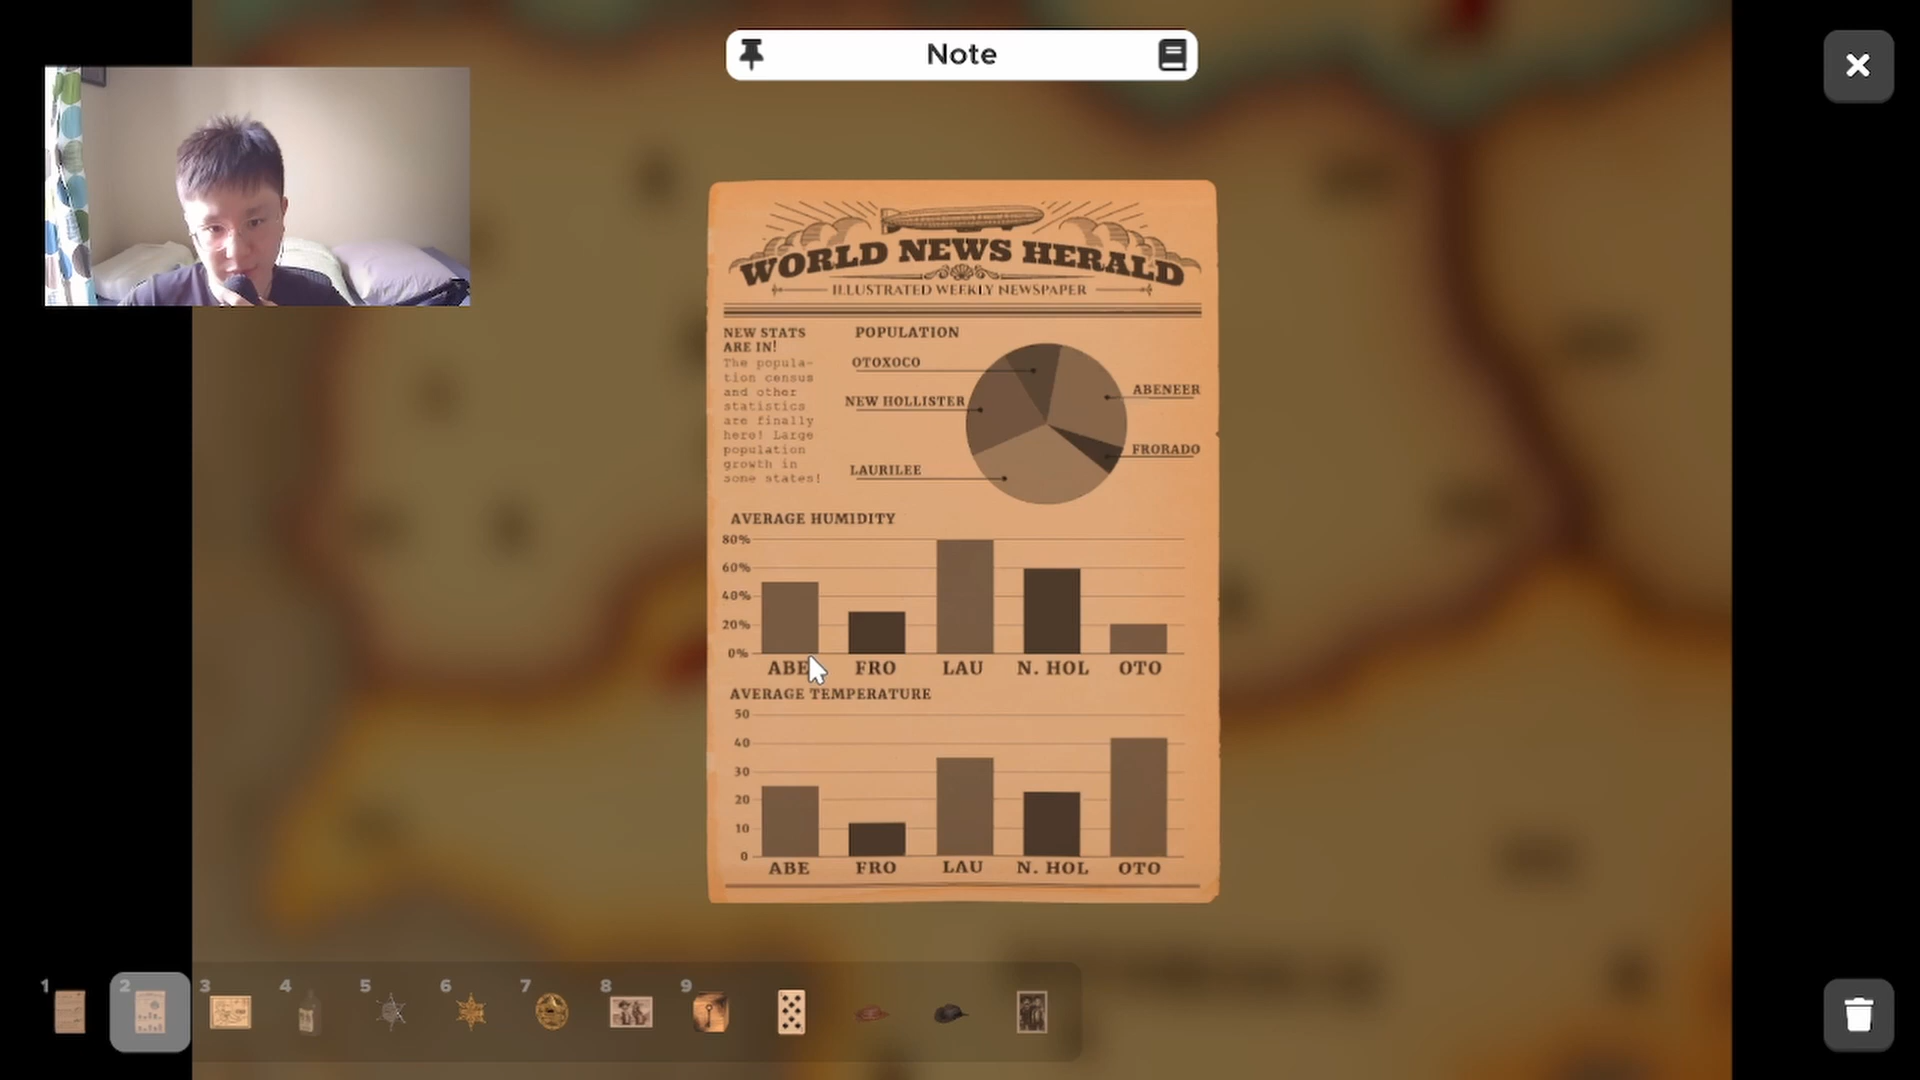 Note
WORLD NEWS HERALD
ILLUSTRATED WEEKLY NEWSPAPER
NEW STATS
ARE IN!
The popula-
tion census
and other
statistics
are finally
here! Large
population
growth in
some states!
POPULATION
OTOXOCO
NEW HOLLISTER
LAURILEE
ABENEER
FRORADO
AVERAGE HUMIDITY
80%
60%
40%
20%
0%
ABE FRO LAU N. HOL OTO
AVERAGE TEMPERATURE
50
40
30
20
10
0
ABE FRO LAU N. HOL OTO
1 2 3 4 5 6 7 8 9